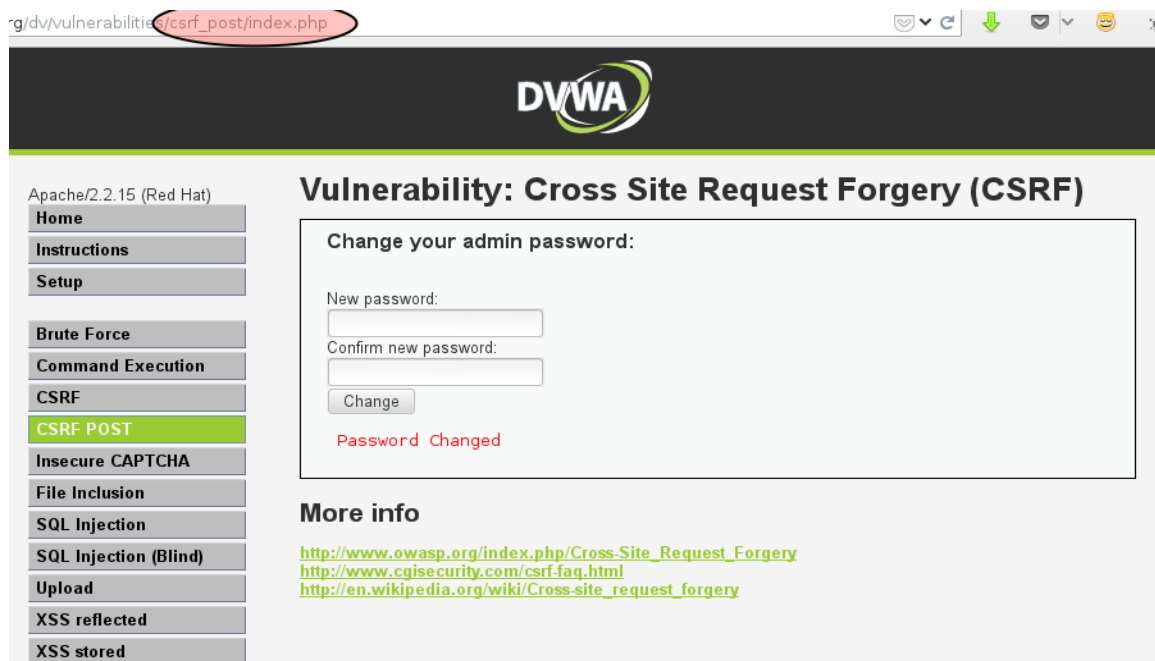 rg/dv/vulnerabilities/csrf_post/index.php
DVWA
Apache/2.2.15 (Red Hat)
Home
Instructions
Setup
Brute Force
Command Execution
CSRF
CSRF POST
Insecure CAPTCHA
File Inclusion
SQL Injection
SQL Injection (Blind)
Upload
XSS reflected
XSS stored
Vulnerability: Cross Site Request Forgery (CSRF)
Change your admin password:
New password:
Confirm new password:
Change
Password Changed
More info
http://www.owasp.org/index.php/Cross-Site_Request_Forgery
http://www.cgisecurity.com/csrf-faq.html
http://en.wikipedia.org/wiki/Cross-site_request_forgery